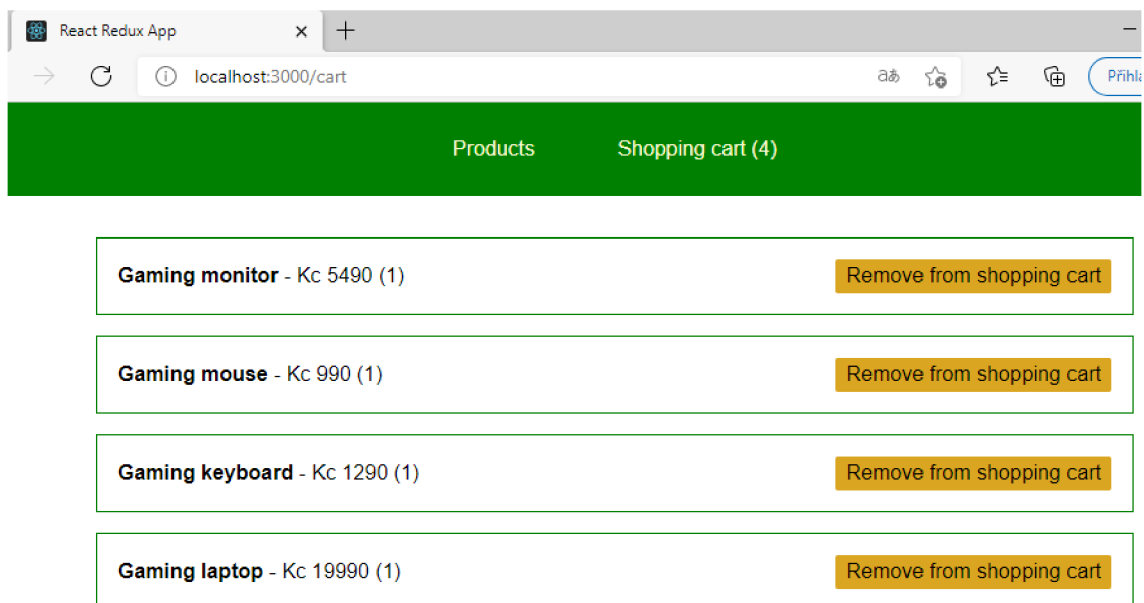 React Redux App
localhost:3000/cart
aあ
Products
Shopping cart (4)
Gaming monitor - Kc 5490 (1)
Remove from shopping cart
Gaming mouse - Kc 990 (1)
Remove from shopping cart
Gaming keyboard - Kc 1290 (1)
Remove from shopping cart
Gaming laptop - Kc 19990 (1)
Remove from shopping cart